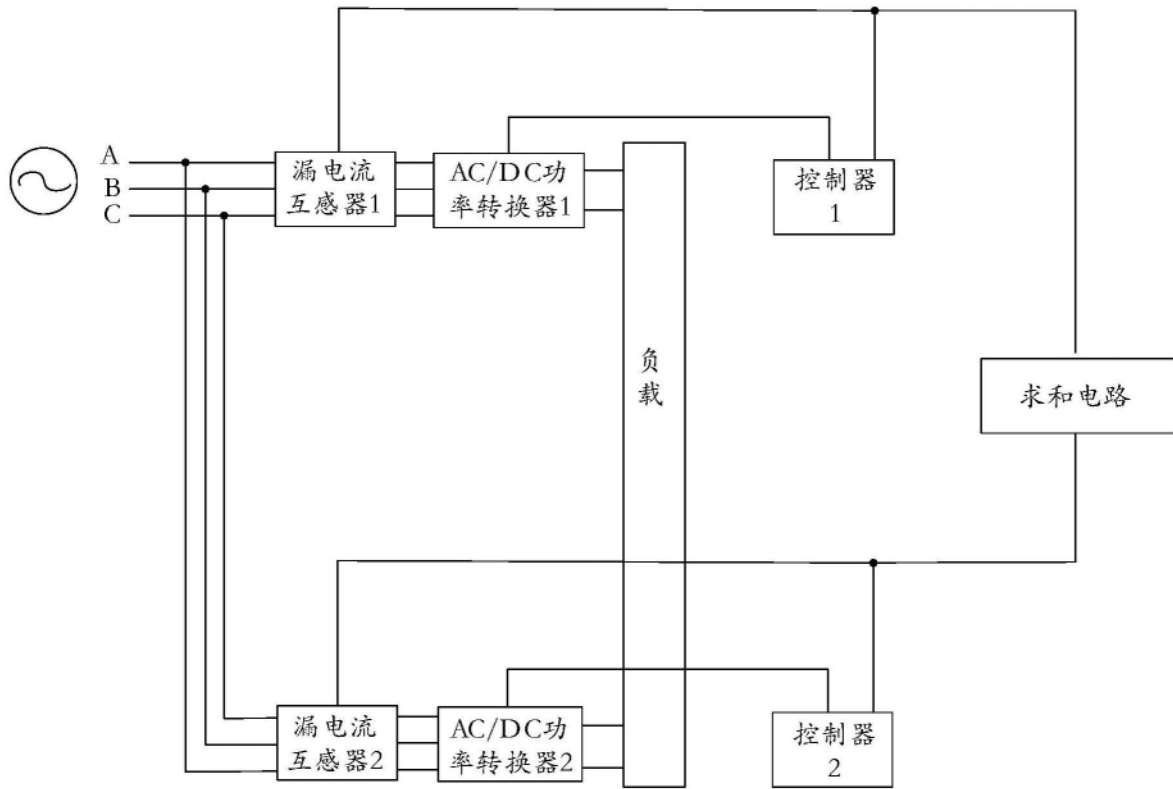 A
B
C
漏电流
互感器1
AC/DC功
率转换器1
控制器
1
负
载
求和电路
漏电流
互感器2
AC/DC功
率转换器2
控制器
2